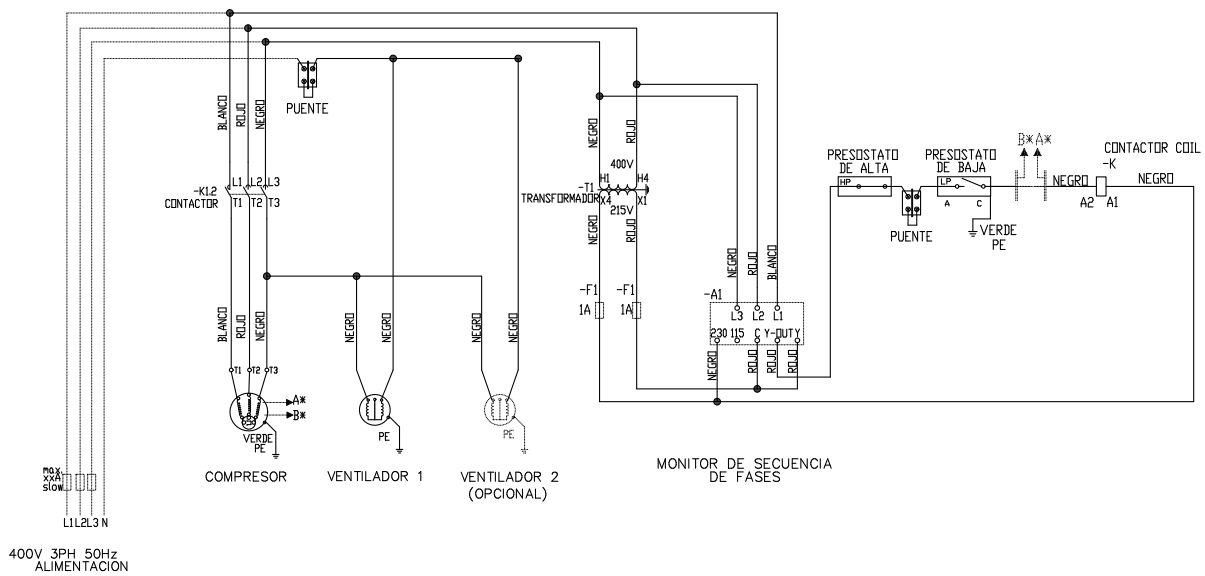 PUENTE
BLANCO
ROJO
NEGRO
NEGRO
ROJO
400V
H1 H4
-T1
TRANSFORMADOR
X4 X1
215V
NEGRO
ROJO
-K1.2
CONTACTOR
L1 L2 L3
T1 T2 T3
PRESOSTATO
DE ALTA
HP
PRESOSTATO
DE BAJA
LP
A C
B* A*
CONTACTOR COIL
-K
NEGRO
NEGRO
A2 A1
PUENTE
VERDE
PE
NEGRO
ROJO
BLANCO
-F1
1A
-F1
1A
-A1
L3 L2 L1
230 115 C Y-OUT Y
NEGRO
ROJO
ROJO
ROJO
BLANCO
ROJO
NEGRO
NEGRO
NEGRO
NEGRO
NEGRO
T1 T2 T3
A*
B*
VERDE
PE
PE
PE
COMPRESOR
VENTILADOR 1
VENTILADOR 2
(OPCIONAL)
MONITOR DE SECUENCIA
DE FASES
max.
xxA
slow
L1 L2 L3 N
400V 3PH 50Hz
ALIMENTACION